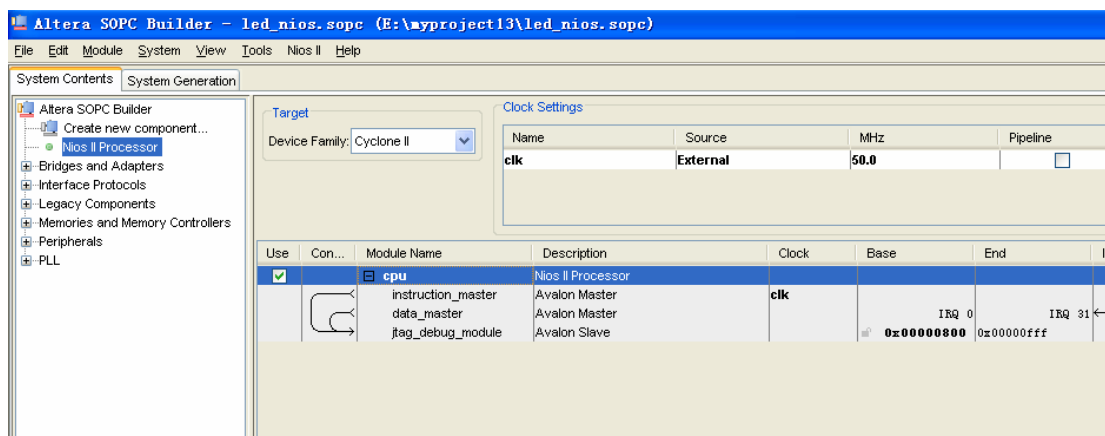 Altera SOPC Builder - led_nios.sopc (E:\myproject13\led_nios.sopc)
File Edit Module System View Tools Nios II Help
System Contents System Generation
Altera SOPC Builder
Create new component...
Nios II Processor
Bridges and Adapters
Interface Protocols
Legacy Components
Memories and Memory Controllers
Peripherals
PLL
Target
Device Family: Cyclone II
Clock Settings
Name Source MHz Pipeline
clk External 50.0
Use Con... Module Name Description Clock Base End
cpu Nios II Processor
instruction_master Avalon Master clk
data_master Avalon Master IRQ 0 IRQ 31
jtag_debug_module Avalon Slave 0x00000800 0x00000fff